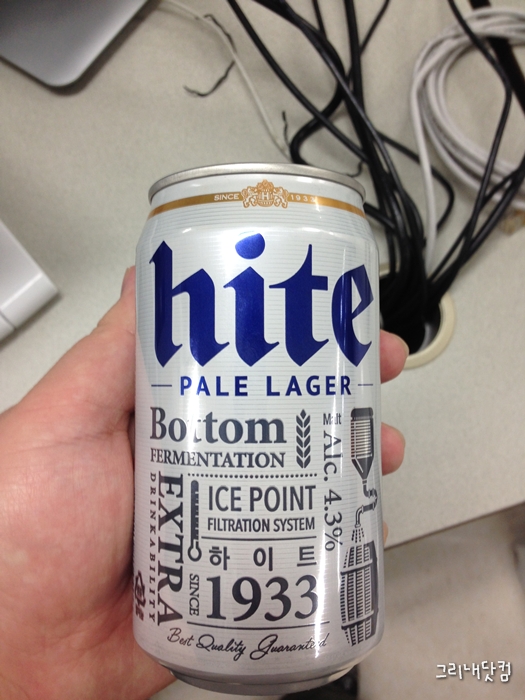 SINCE 1933
hite
PALE LAGER
Bottom
FERMENTATION
Malt
Alc. 4.3%
EXTRA
DRINKABILITY
ICE POINT
FILTRATION SYSTEM
하이트
SINCE
1933
Best Quality Guaranteed
그리내닷컴